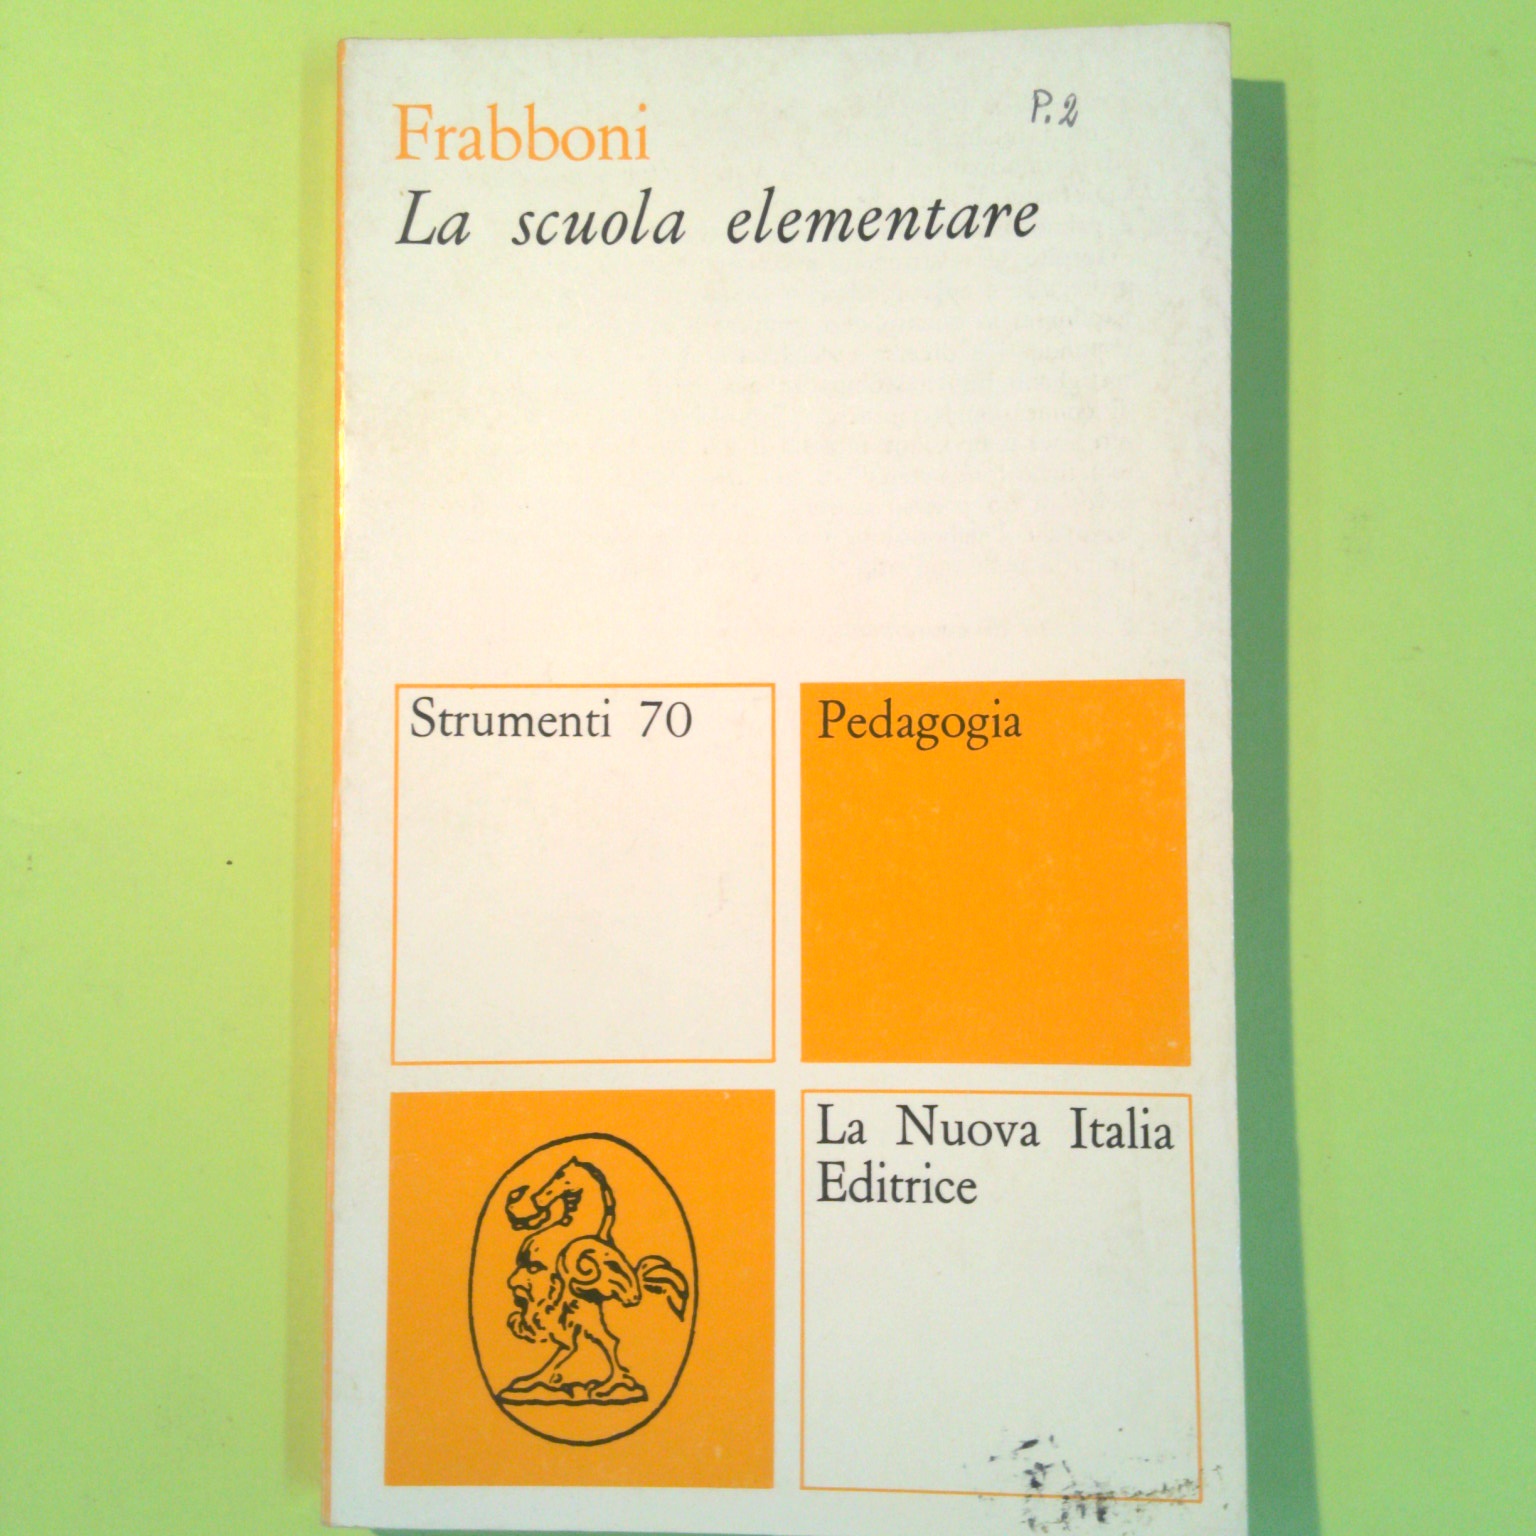 Frabboni
P.2
La scuola elementare
Strumenti 70
Pedagogia
La Nuova Italia
Editrice